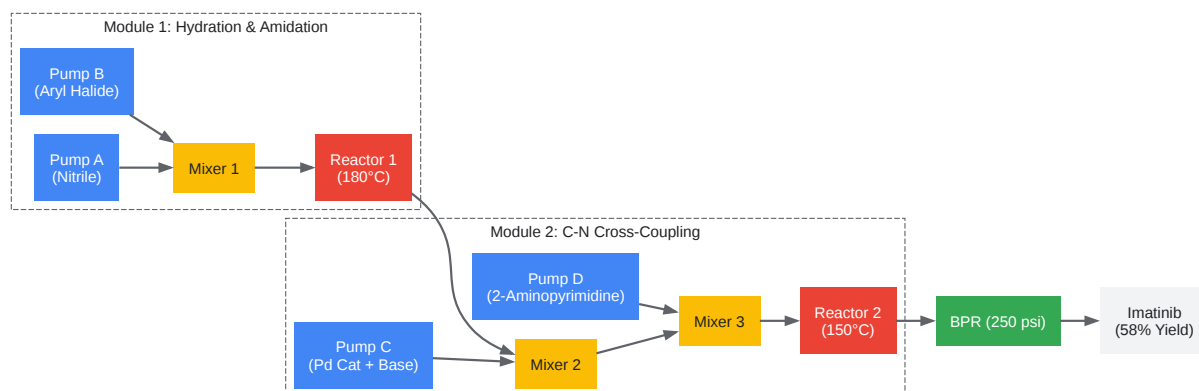 Module 1: Hydration & Amidation
Pump B
(Aryl Halide)
Pump A
(Nitrile)
Mixer 1
Reactor 1
(180°C)
Module 2: C-N Cross-Coupling
Pump D
(2-Aminopyrimidine)
Pump C
(Pd Cat + Base)
Mixer 2
Mixer 3
Reactor 2
(150°C)
BPR (250 psi)
Imatinib
(58% Yield)